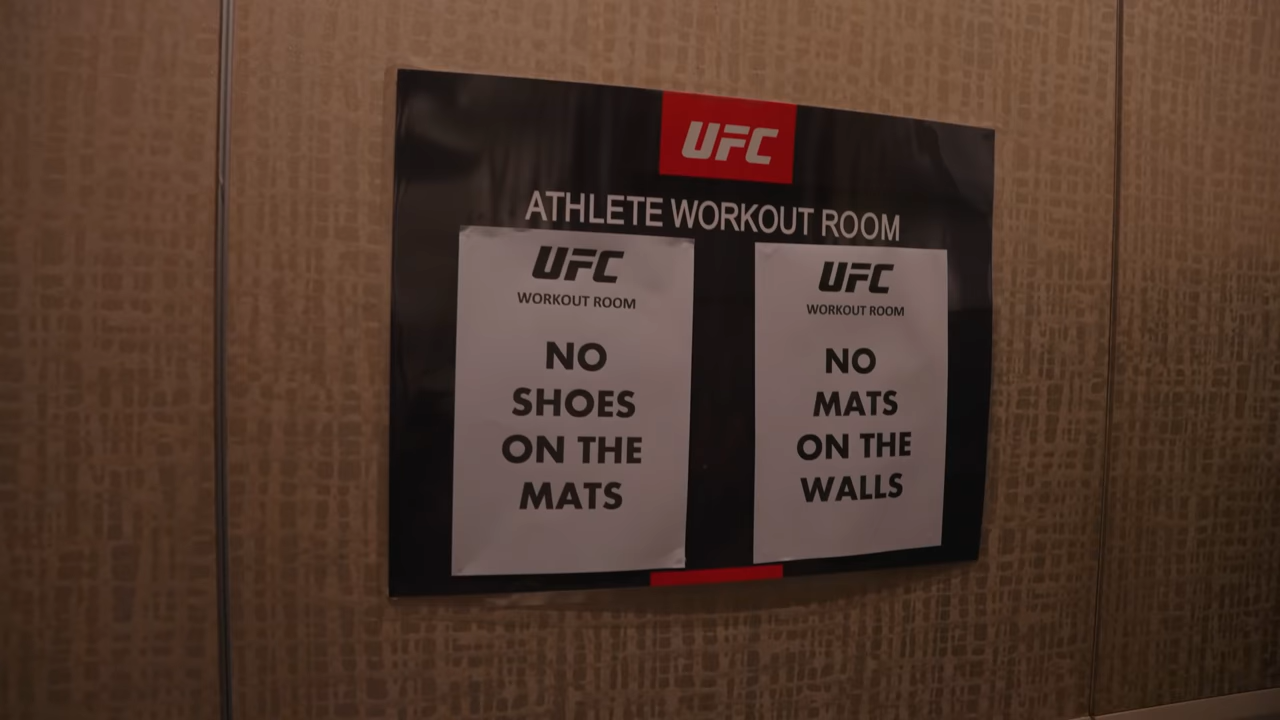 UFC
ATHLETE WORKOUT ROOM
UFC
WORKOUT ROOM
NO
SHOES
ON THE
MATS
UFC
WORKOUT ROOM
NO
MATS
ON THE
WALLS